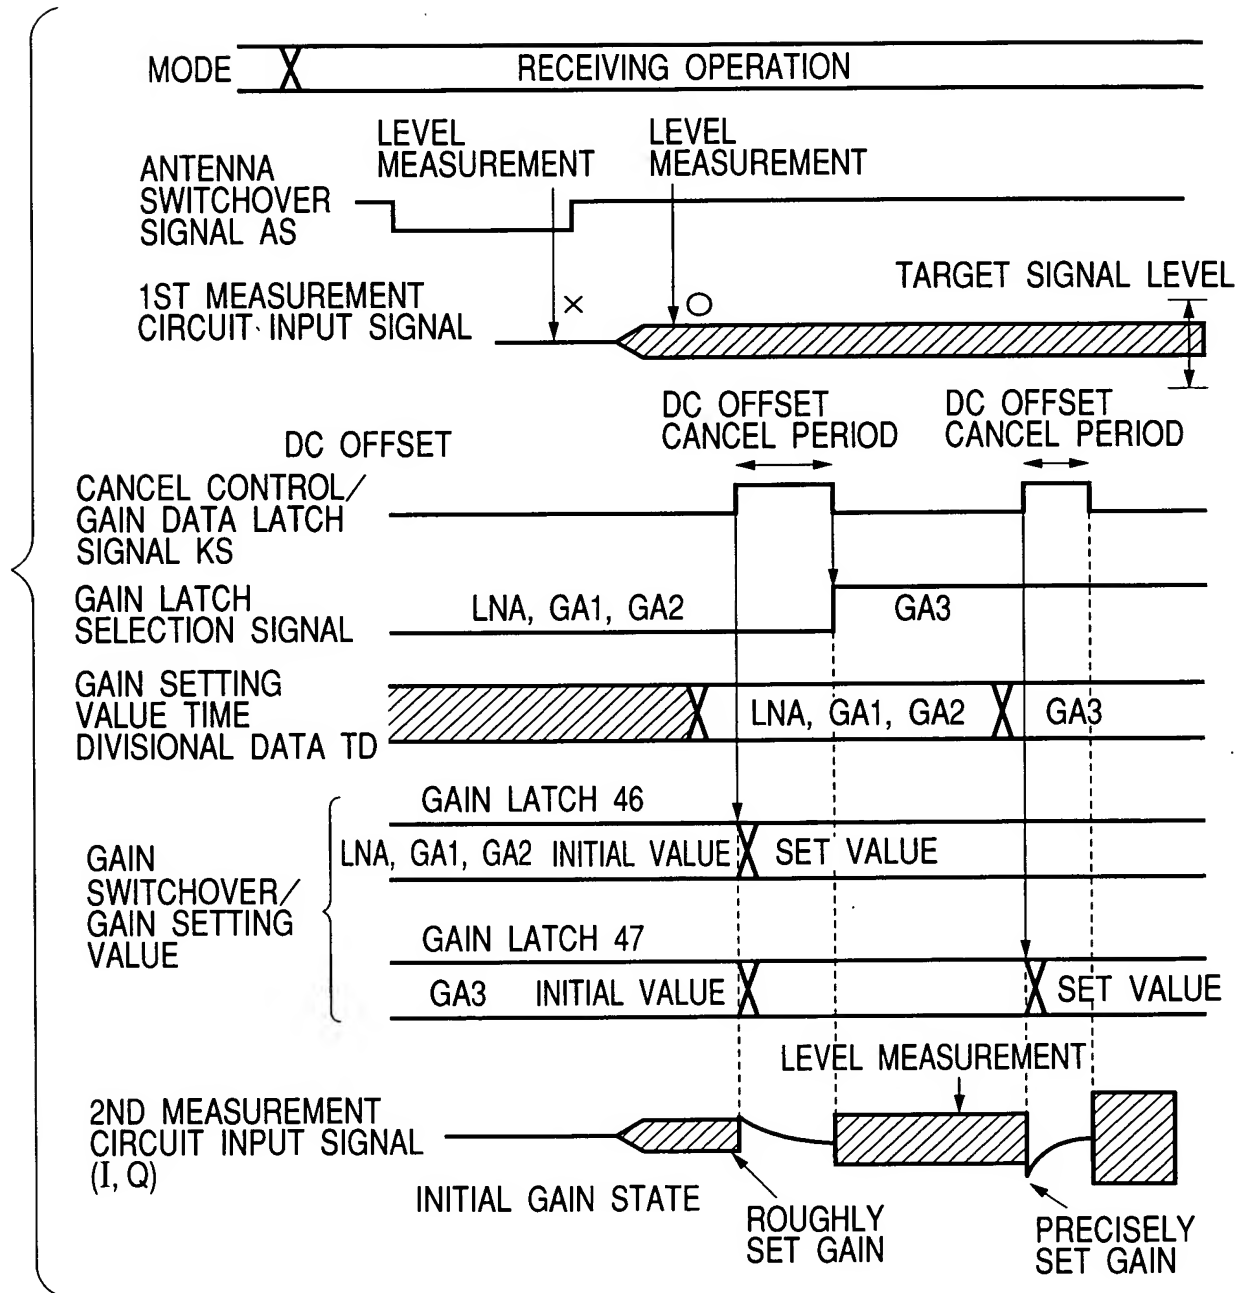 MODE
RECEIVING OPERATION
LEVEL
MEASUREMENT
LEVEL
MEASUREMENT
ANTENNA
SWITCHOVER
SIGNAL AS
TARGET SIGNAL LEVEL
1ST MEASUREMENT
CIRCUIT INPUT SIGNAL
×
○
DC OFFSET
CANCEL PERIOD
DC OFFSET
CANCEL PERIOD
DC OFFSET
CANCEL CONTROL/
GAIN DATA LATCH
SIGNAL KS
GAIN LATCH
SELECTION SIGNAL
LNA, GA1, GA2
GA3
GAIN SETTING
VALUE TIME
DIVISIONAL DATA TD
LNA, GA1, GA2
GA3
GAIN
SWITCHOVER/
GAIN SETTING
VALUE
GAIN LATCH 46
LNA, GA1, GA2 INITIAL VALUE
SET VALUE
GAIN LATCH 47
GA3 INITIAL VALUE
SET VALUE
LEVEL MEASUREMENT
2ND MEASUREMENT
CIRCUIT INPUT SIGNAL
(I, Q)
INITIAL GAIN STATE
ROUGHLY
SET GAIN
PRECISELY
SET GAIN